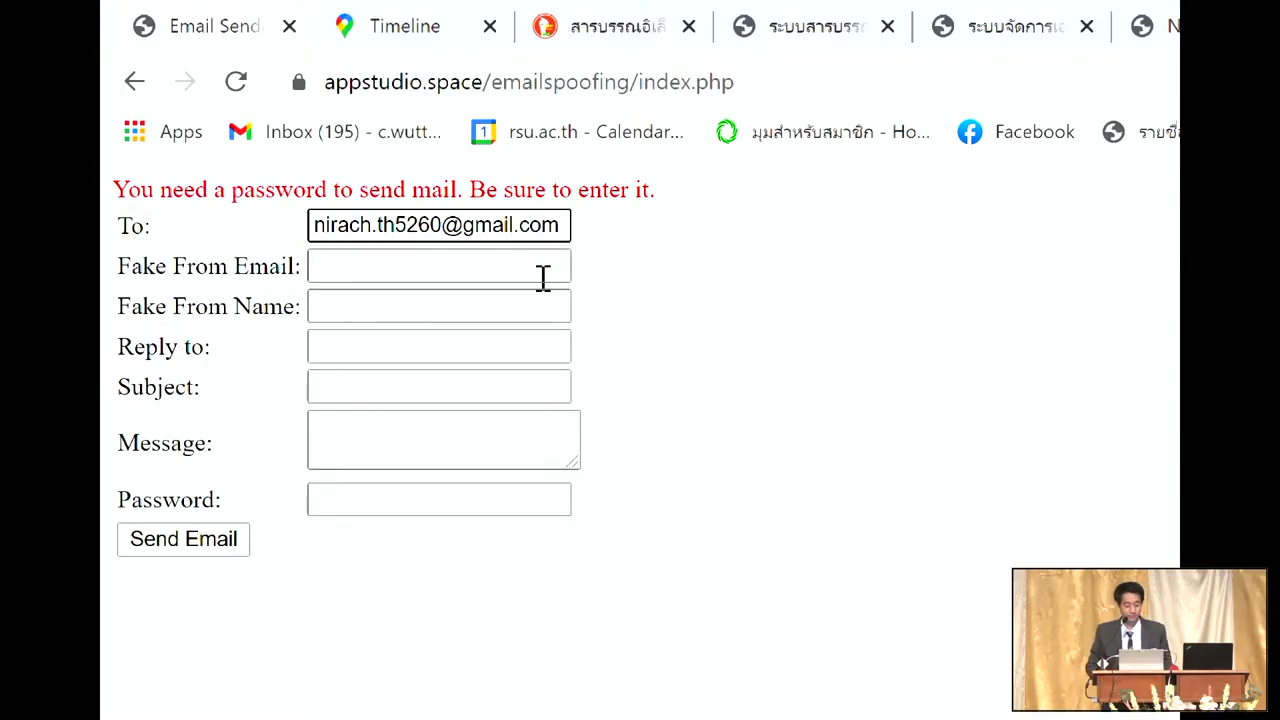 Email Send
Timeline
สารบรรณอิเล็
ระบบสารบรร
ระบบจัดการเอ
N
appstudio.space/emailspoofing/index.php
Apps
Inbox (195) - c.wutt...
1
rsu.ac.th - Calendar...
มุมสำหรับสมาชิก - Ho...
Facebook
รายชื่อ
You need a password to send mail. Be sure to enter it.
To: nirach.th5260@gmail.com
Fake From Email:
Fake From Name:
Reply to:
Subject:
Message:
Password:
Send Email